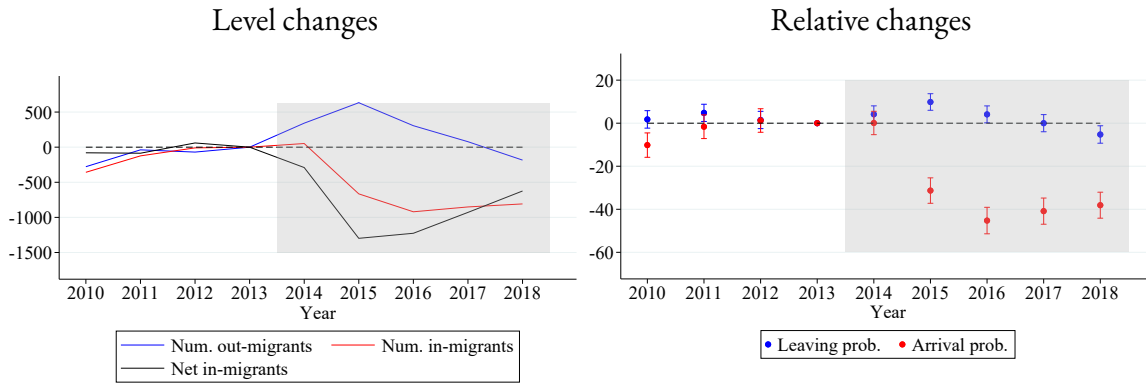 Level changes
500
0
-500
-1000
-1500
2010 2011 2012 2013 2014 2015 2016 2017 2018
Year
Num. out-migrants Num. in-migrants
Net in-migrants
Relative changes
20
0
-20
-40
-60
2010 2011 2012 2013 2014 2015 2016 2017 2018
Year
Leaving prob. Arrival prob.